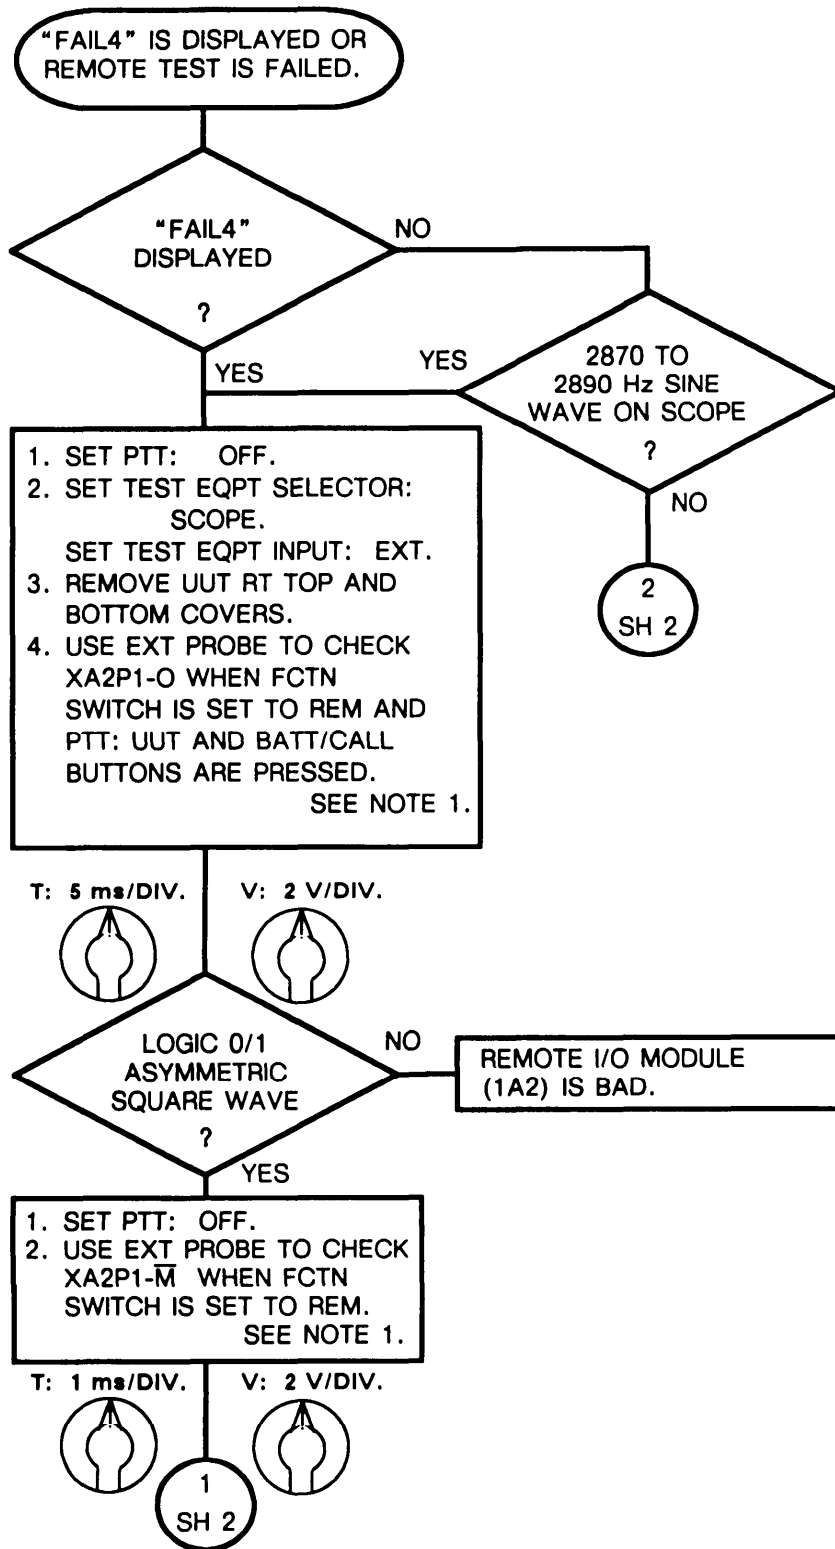 "FAIL4" IS DISPLAYED OR
REMOTE TEST IS FAILED.
"FAIL4"
DISPLAYED
?
NO
YES
YES
2870 TO
2890 Hz SINE
WAVE ON SCOPE
?
NO
2
SH 2
1. SET PTT: OFF.
2. SET TEST EQPT SELECTOR:
SCOPE.
SET TEST EQPT INPUT: EXT.
3. REMOVE UUT RT TOP AND
BOTTOM COVERS.
4. USE EXT PROBE TO CHECK
XA2P1-O WHEN FCTN
SWITCH IS SET TO REM AND
PTT: UUT AND BATT/CALL
BUTTONS ARE PRESSED.
SEE NOTE 1.
T: 5 ms/DIV. V: 2 V/DIV.
LOGIC 0/1
ASYMMETRIC
SQUARE WAVE
?
NO
REMOTE I/O MODULE
(1A2) IS BAD.
YES
1. SET PTT: OFF.
2. USE EXT PROBE TO CHECK
XA2P1-M̅ WHEN FCTN
SWITCH IS SET TO REM.
SEE NOTE 1.
T: 1 ms/DIV. V: 2 V/DIV.
1
SH 2